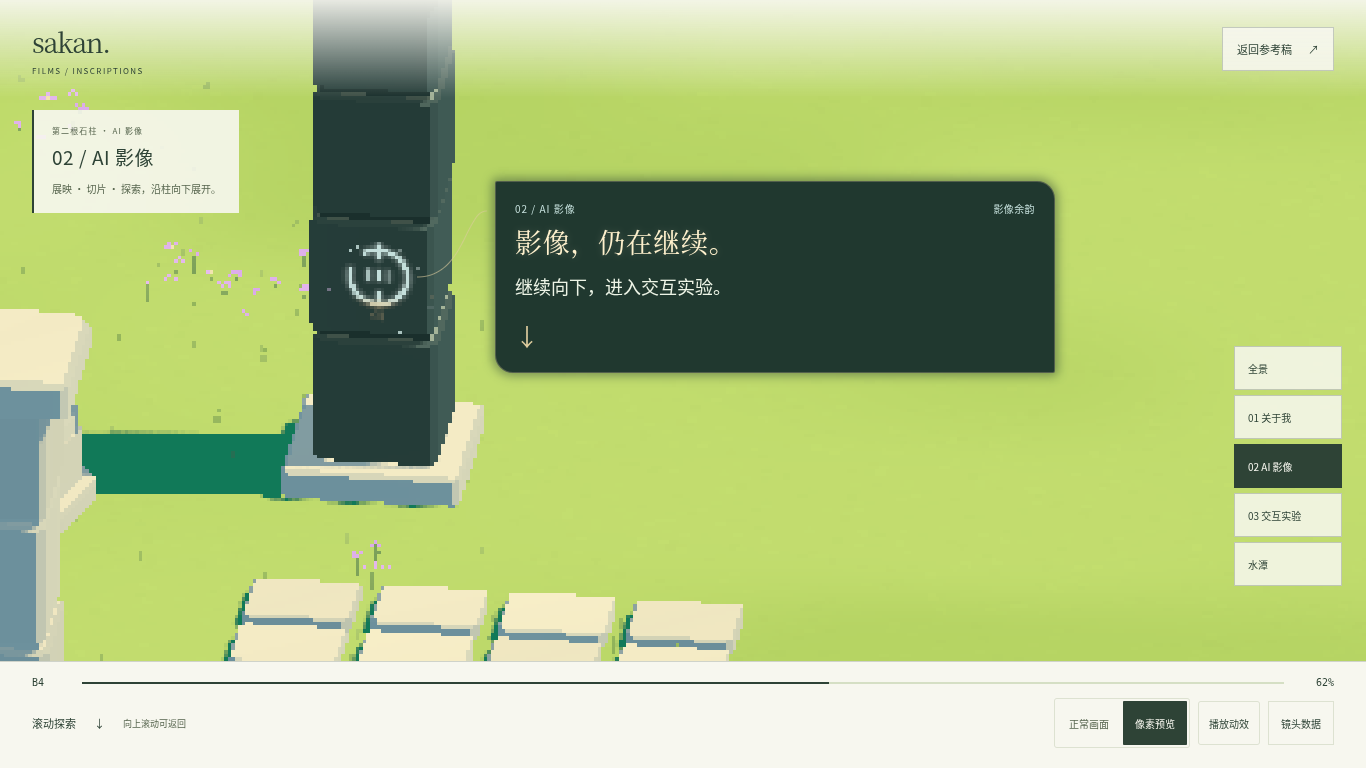 sakan.
FILMS / INSCRIPTIONS
返回参考稿 ↗
第二根石柱 · AI 影像
02 / AI 影像
展映 · 切片 · 探索，沿柱向下展开。
02 / AI 影像
影像余韵
影像，仍在继续。
继续向下，进入交互实验。
↓
全景
01 关于我
02 AI 影像
03 交互实验
水潭
B4
62%
滚动探索 ↓ 向上滚动可返回
正常画面
像素预览
播放动效
镜头数据